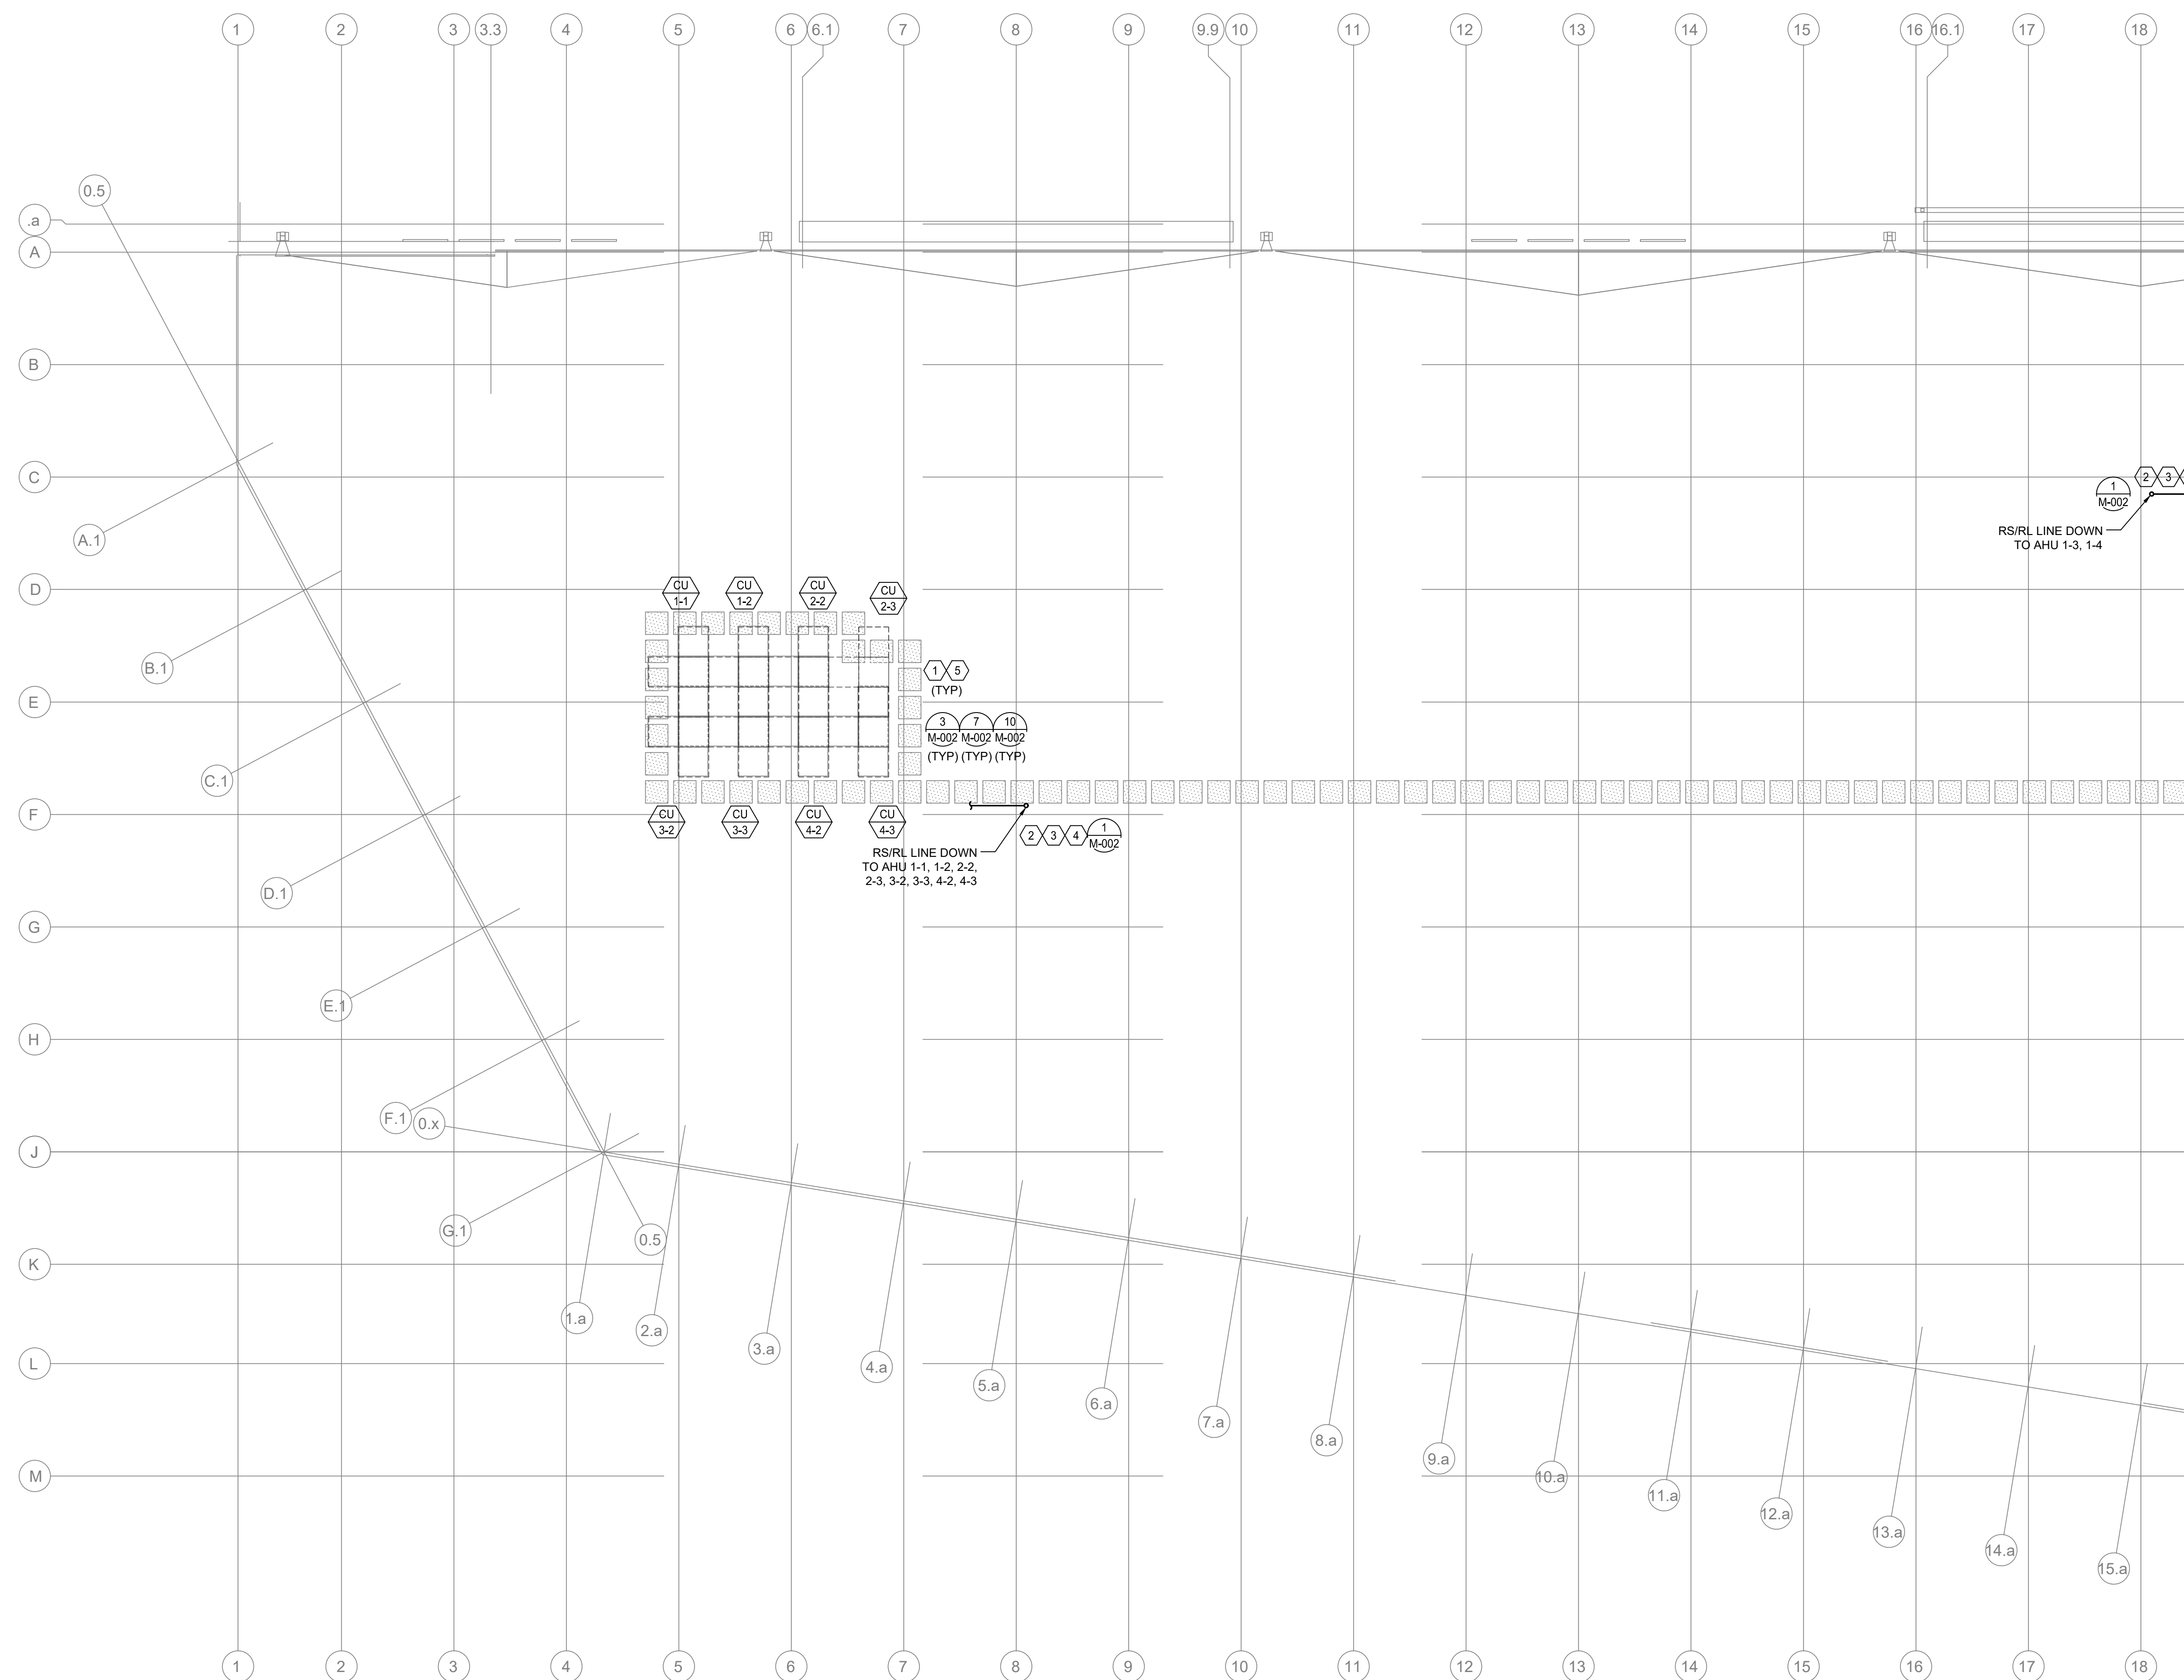 1 2 3 3.3 4 5 6 6.1 7 8 9 9.9 10 11 12 13 14 15 16 16.1 17 18
0.5
.a
A
B
C
2 3
1
M-002
RS/RL LINE DOWN
TO AHU 1-3, 1-4
A.1
D
CU
1-1
CU
1-2
CU
2-2
CU
2-3
B.1
1 5
(TYP)
E
3
M-002
7
M-002
10
M-002
(TYP) (TYP) (TYP)
C.1
F
CU
3-2
CU
3-3
CU
4-2
CU
4-3
2 3 4
1
M-002
RS/RL LINE DOWN
TO AHU 1-1, 1-2, 2-2,
2-3, 3-2, 3-3, 4-2, 4-3
D.1
G
E.1
H
F.1
0.x
J
G.1
0.5
K
1.a
2.a
3.a
L
4.a
5.a
6.a
7.a
8.a
9.a
M
10.a
11.a
12.a
13.a
14.a
15.a
1 2 3 4 5 6 7 8 9 10 11 12 13 14 15 16 17 18